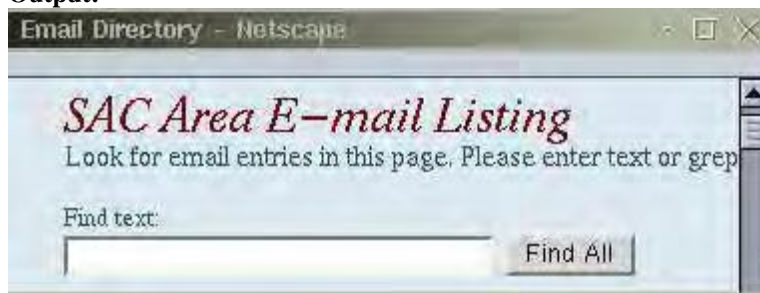 Email Directory - Netscape
SAC Area E-mail Listing
Look for email entries in this page. Please enter text or grep
Find text:
Find All